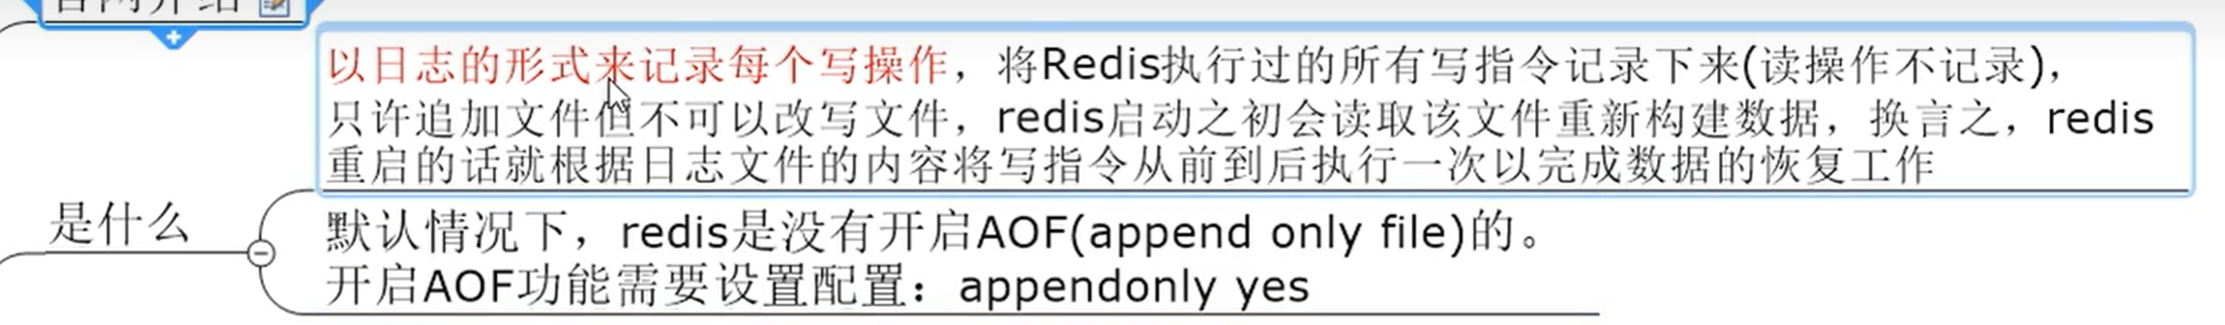 官网介绍
以日志的形式来记录每个写操作，将Redis执行过的所有写指令记录下来(读操作不记录)，
只许追加文件但不可以改写文件，redis启动之初会读取该文件重新构建数据，换言之，redis
重启的话就根据日志文件的内容将写指令从前到后执行一次以完成数据的恢复工作
是什么
默认情况下，redis是没有开启AOF(append only file)的。
开启AOF功能需要设置配置：appendonly yes